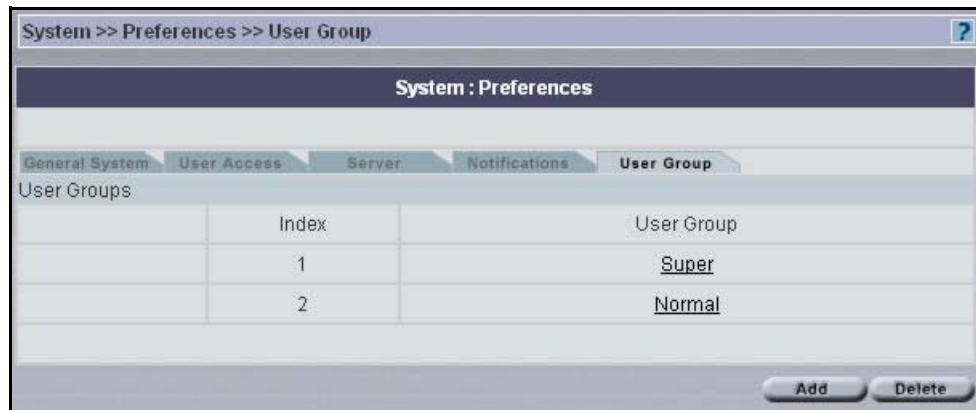 System >> Preferences >> User Group ?
System : Preferences
General System User Access Server Notifications User Group
User Groups
Index User Group
1 Super
2 Normal
Add Delete